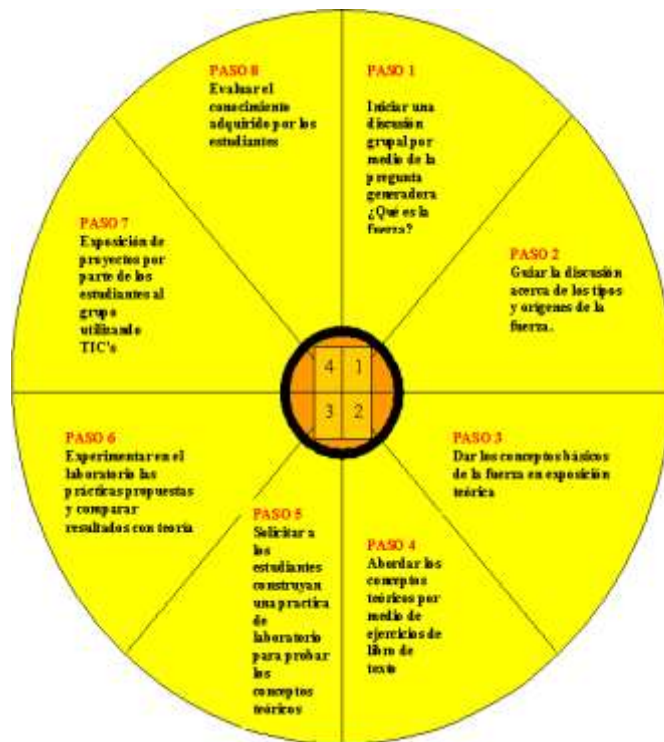 PASO 1
Iniciar una
discusión
grupal por
medio de la
pregunta
generadora
¿Qué es la
fuerza?
PASO 2
Guiar la discusión
acerca de los tipos
y orígenes de la
fuerza.
PASO 3
Dar los conceptos básicos
de la fuerza en exposición
teórica
PASO 4
Abordar los
conceptos
teóricos por
medio de
ejercicios de
libro de
texto
PASO 5
Solicitar a
los
estudiantes
construyan
una practica
de
laboratorio
para probar
los
conceptos
teóricos
PASO 6
Experimentar en el
laboratorio las
prácticas propuestas
y comparar
resultados con teoría
PASO 7
Exposición de
proyectos por
parte de los
estudiantes al
grupo
utilizando
TIC's
PASO 8
Evaluar el
conocimiento
adquirido por los
estudiantes
4 1
3 2